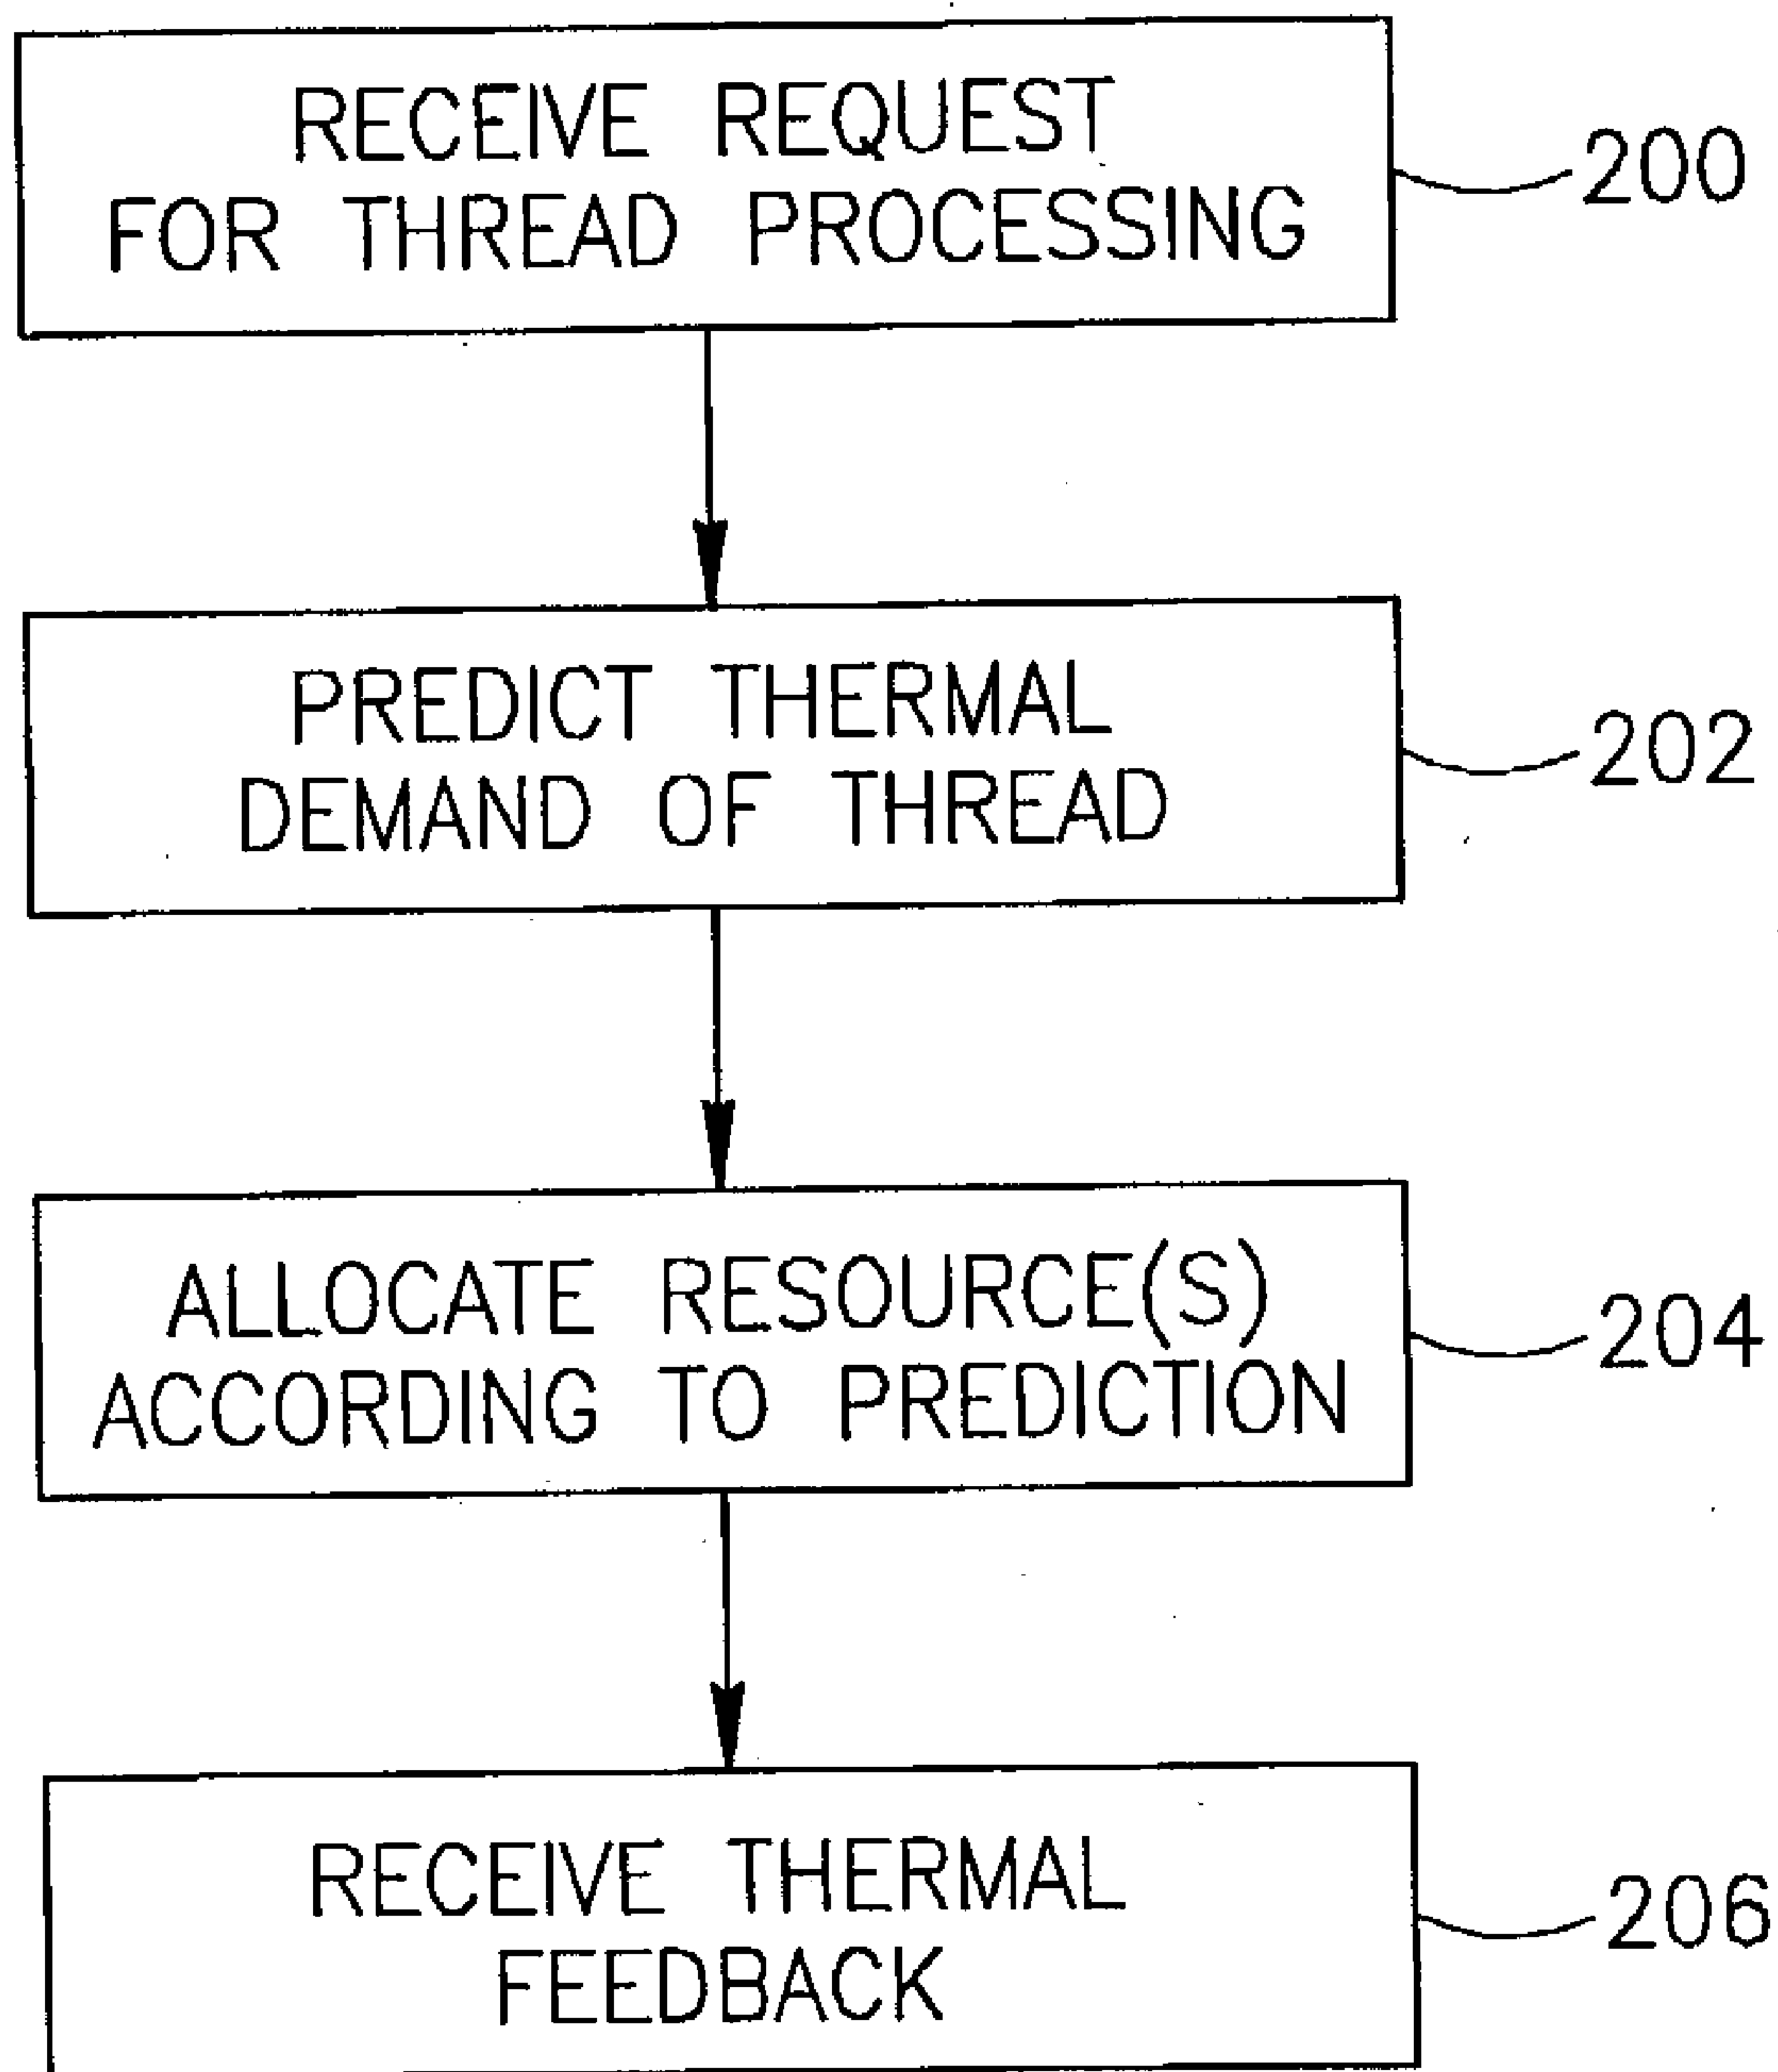 RECEIVE REQUEST
FOR THREAD PROCESSING
200
PREDICT THERMAL
DEMAND OF THREAD
202
ALLOCATE RESOURCE(S)
ACCORDING TO PREDICTION
204
RECEIVE THERMAL
FEEDBACK
206